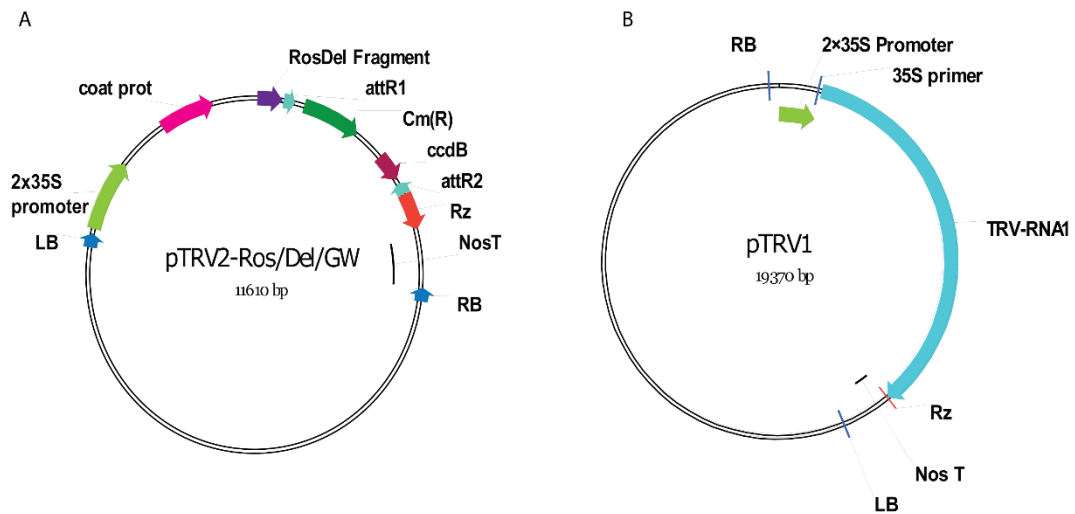 A
RosDel Fragment
attR1
coat prot
Cm(R)
ccdB
attR2
2x35S
promoter
Rz
LB
NosT
pTRV2-Ros/Del/GW
11610 bp
RB
B
RB
2×35S Promoter
35S primer
TRV-RNA1
pTRV1
19370 bp
Rz
Nos T
LB